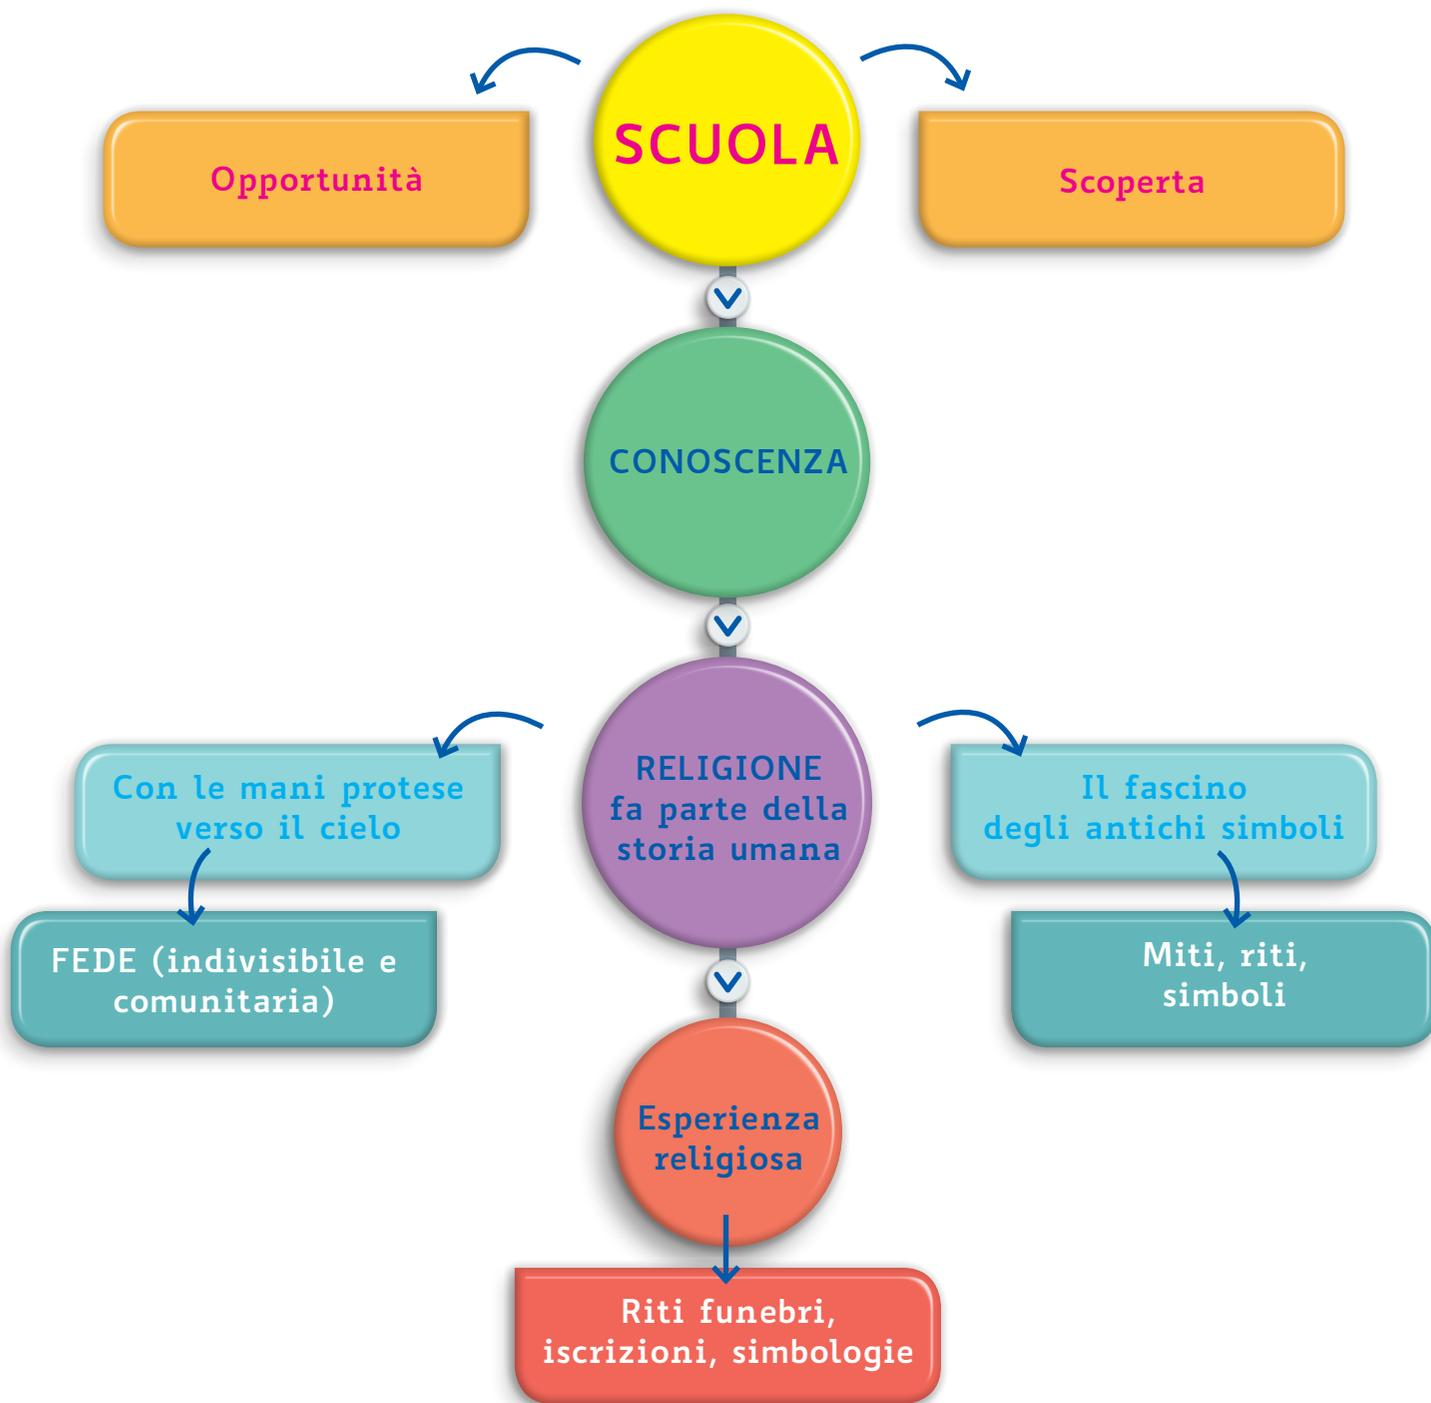 SCUOLA
Opportunità
Scoperta
CONOSCENZA
RELIGIONE
fa parte della
storia umana
Con le mani protese
verso il cielo
Il fascino
degli antichi simboli
FEDE (indivisibile e
comunitaria)
Miti, riti,
simboli
Esperienza
religiosa
Riti funebri,
iscrizioni, simbologie